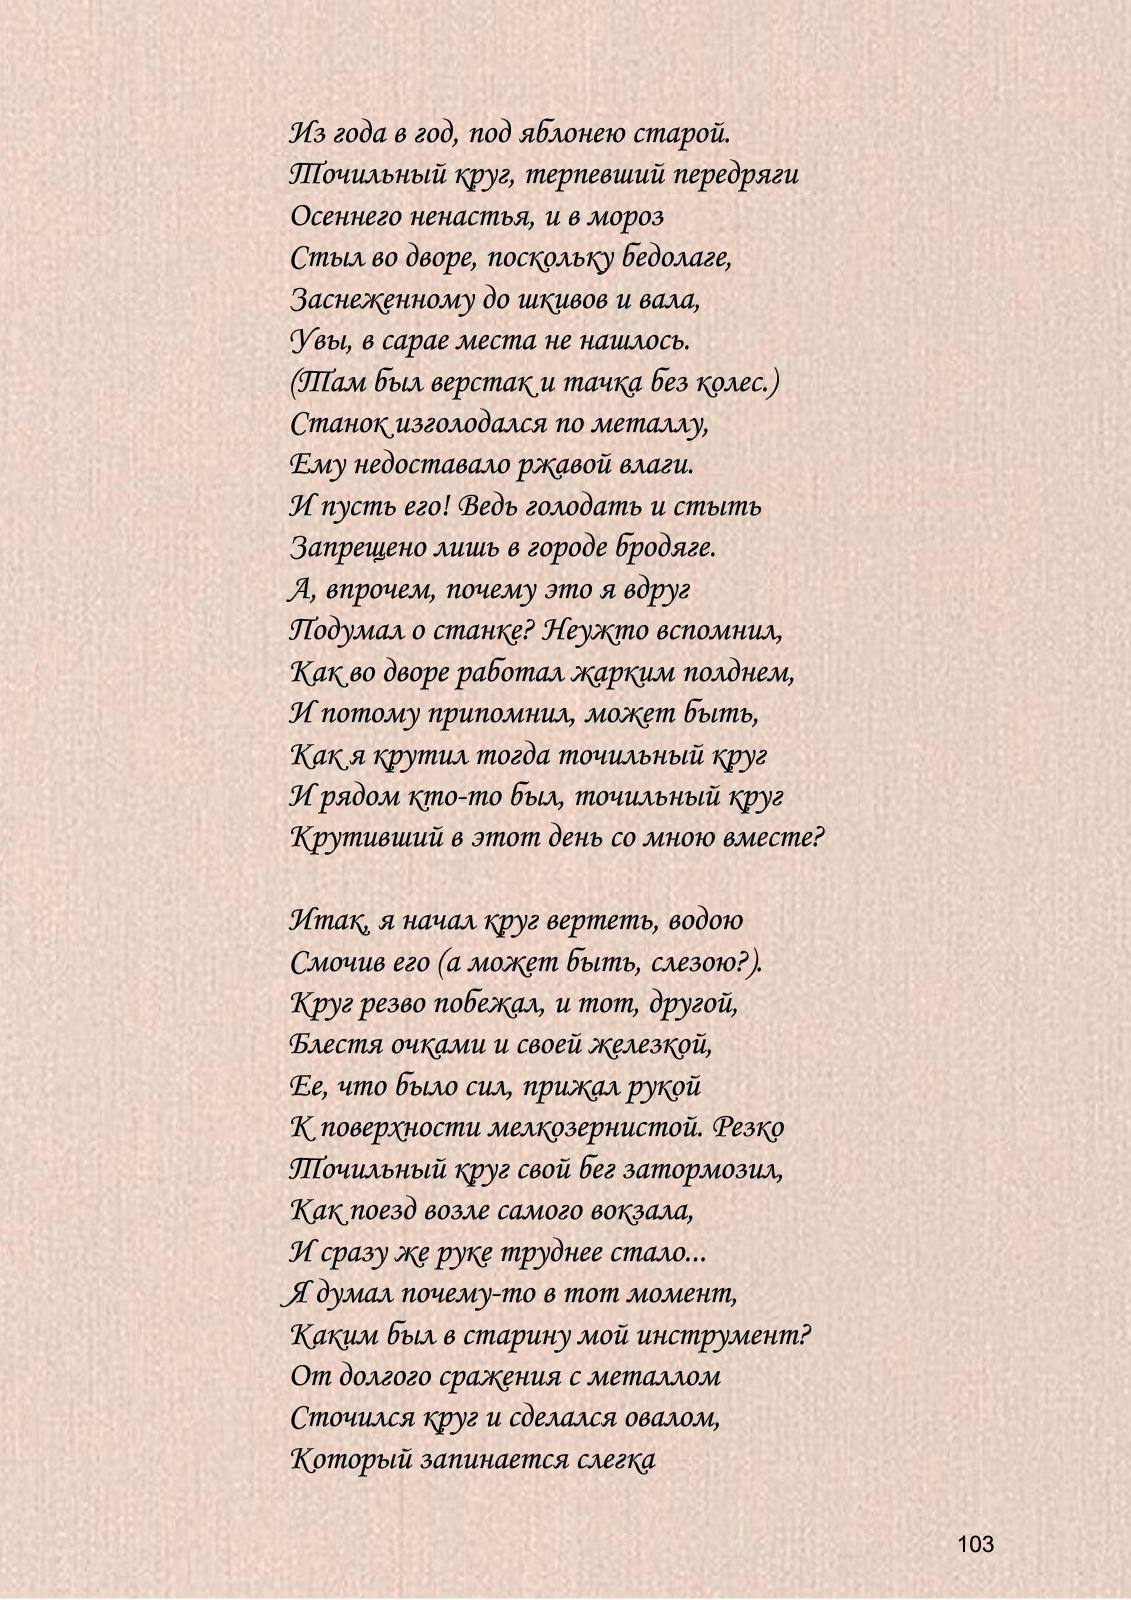 Из года в год, под яблонею старой.
Точильный круг, терпевший передряги
Осеннего ненастья, и в мороз
Стыл во дворе, поскольку бедолаге,
Заснеженному до шкивов и вала,
Увы, в сарае места не нашлось.
(Там был верстак и тачка без колес.)
Станок изголодался по металлу,
Ему недоставало ржавой влаги.
И пусть его! Ведь голодать и стыть
Запрещено лишь в городе бродяге.
А, впрочем, почему это я вдруг
Подумал о станке? Неужто вспомнил,
Как во дворе работал жарким полднем,
И потому припомнил, может быть,
Как я крутил тогда точильный круг
И рядом кто-то был, точильный круг
Крутивший в этот день со мною вместе?

Итак, я начал круг вертеть, водою
Смочив его (а может быть, слезою?).
Круг резво побежал, и тот, другой,
Блестя очками и своей железкой,
Ее, что было сил, прижал рукой
К поверхности мелкозернистой. Резко
Точильный круг свой бег затормозил,
Как поезд возле самого вокзала,
И сразу же руке труднее стало...
Я думал почему-то в тот момент,
Каким был в старину мой инструмент?
От долгого сражения с металлом
Сточился круг и сделался овалом,
Который запинается слегка
103